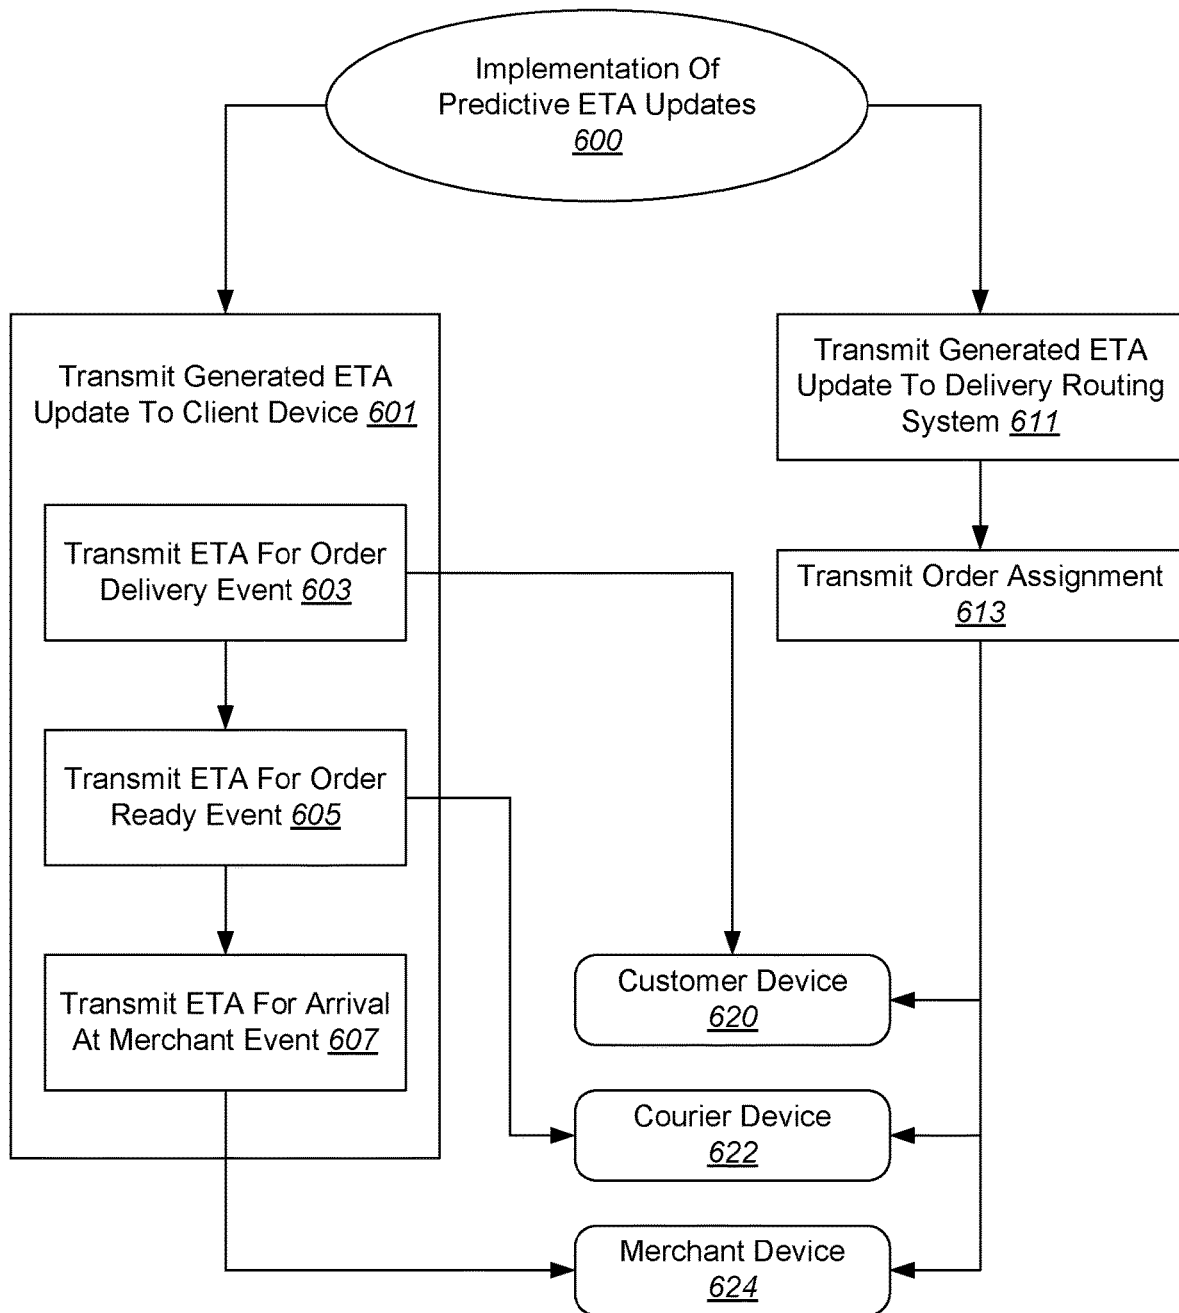 Implementation Of
Predictive ETA Updates
600
Transmit Generated ETA
Update To Client Device 601
Transmit ETA For Order
Delivery Event 603
Transmit ETA For Order
Ready Event 605
Transmit ETA For Arrival
At Merchant Event 607
Transmit Generated ETA
Update To Delivery Routing
System 611
Transmit Order Assignment
613
Customer Device
620
Courier Device
622
Merchant Device
624